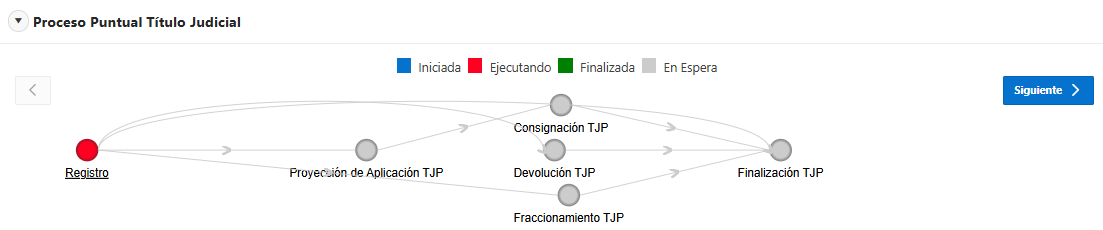 Proceso Puntual Título Judicial
Iniciada Ejecutando Finalizada En Espera
Siguiente
Consignación TJP
Registro Proyección de Aplicación TJP Devolución TJP Finalización TJP
Fraccionamiento TJP